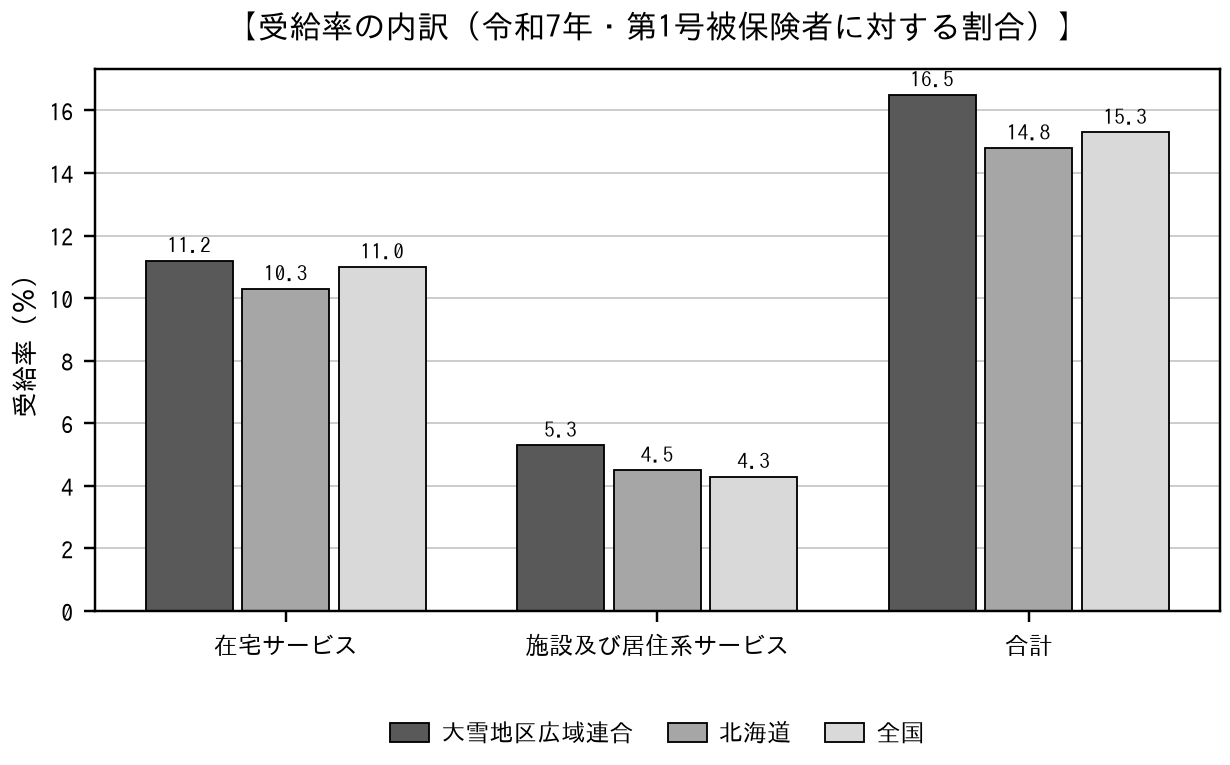 【受給率の内訳（令和7年・第1号被保険者に対する割合）】
受給率（%）
16
14
12
10
8
6
4
2
0
11.2
10.3
11.0
5.3
4.5
4.3
16.5
14.8
15.3
在宅サービス
施設及び居住系サービス
合計
大雪地区広域連合
北海道
全国